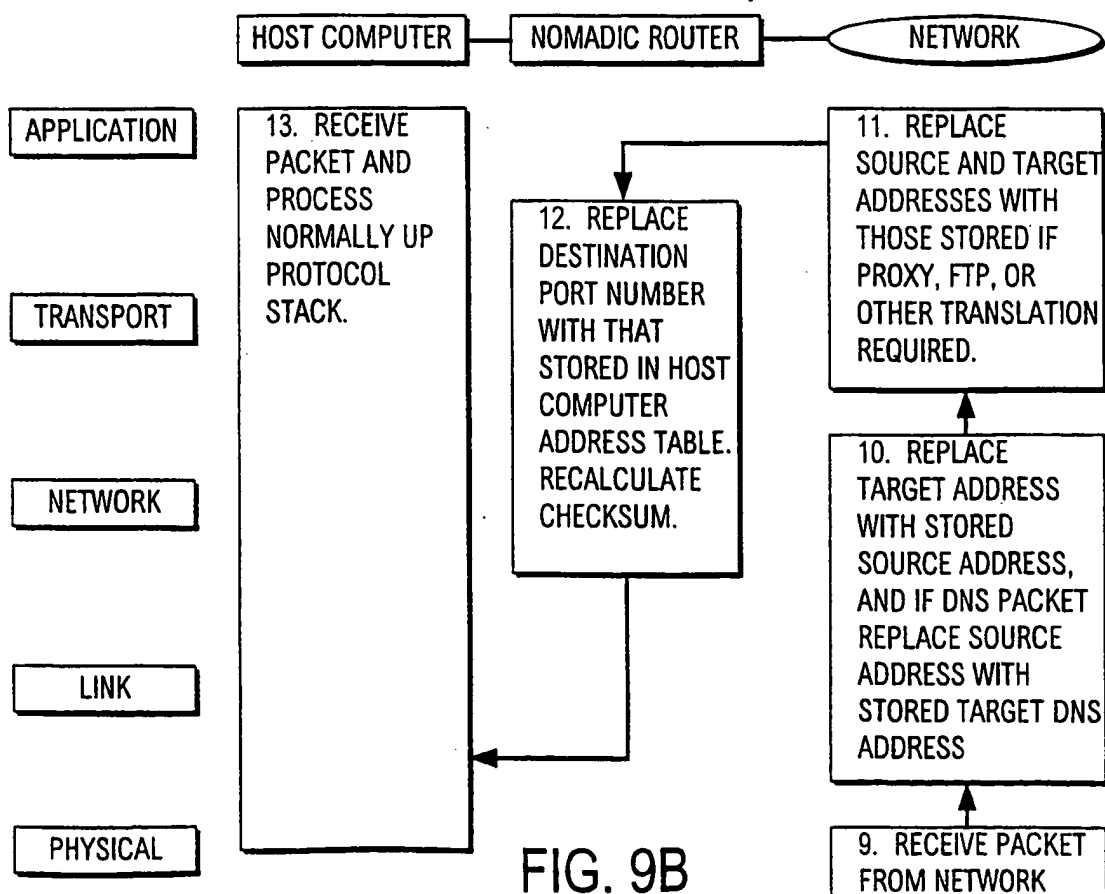 HOST COMPUTER
NOMADIC ROUTER
NETWORK
APPLICATION
TRANSPORT
NETWORK
LINK
PHYSICAL
13. RECEIVE
PACKET AND
PROCESS
NORMALLY UP
PROTOCOL
STACK.
12. REPLACE
DESTINATION
PORT NUMBER
WITH THAT
STORED IN HOST
COMPUTER
ADDRESS TABLE.
RECALCULATE
CHECKSUM.
11. REPLACE
SOURCE AND TARGET
ADDRESSES WITH
THOSE STORED IF
PROXY, FTP, OR
OTHER TRANSLATION
REQUIRED.
10. REPLACE
TARGET ADDRESS
WITH STORED
SOURCE ADDRESS,
AND IF DNS PACKET
REPLACE SOURCE
ADDRESS WITH
STORED TARGET DNS
ADDRESS
9. RECEIVE PACKET
FROM NETWORK
FIG. 9B